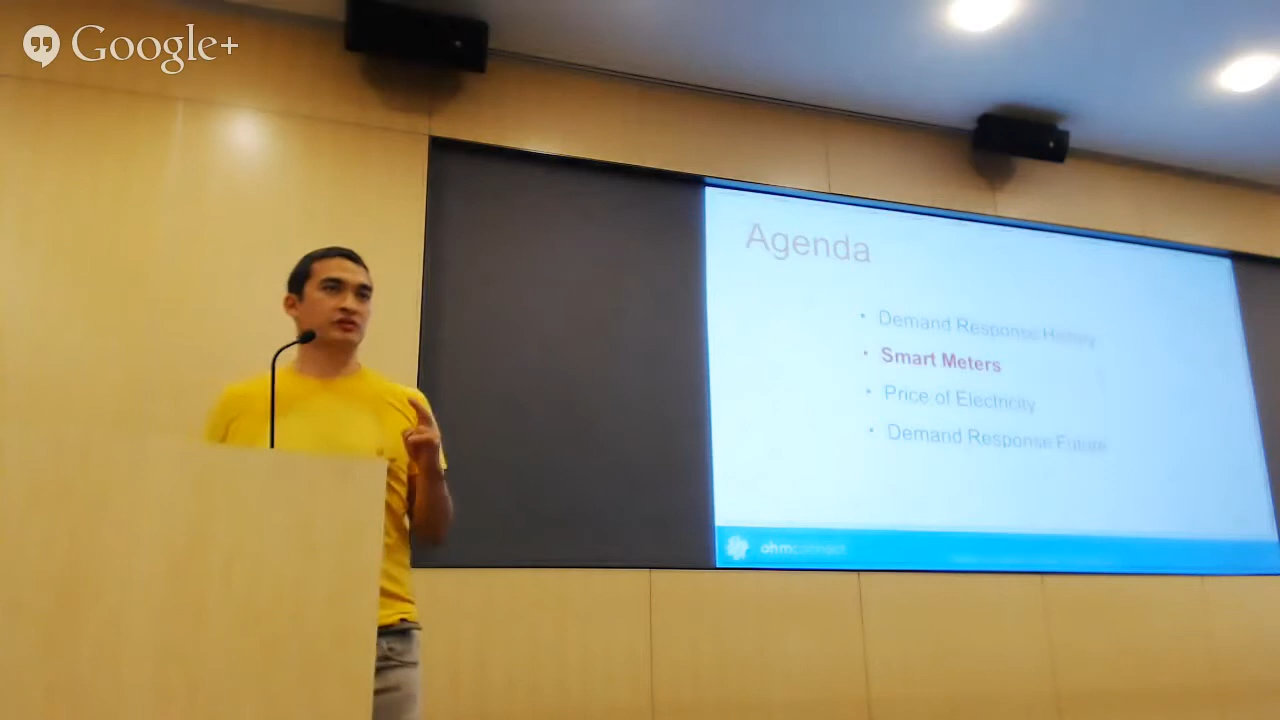 Google+
Agenda
• Demand Response History
• Smart Meters
• Price of Electricity
• Demand Response Future
ohmconnect